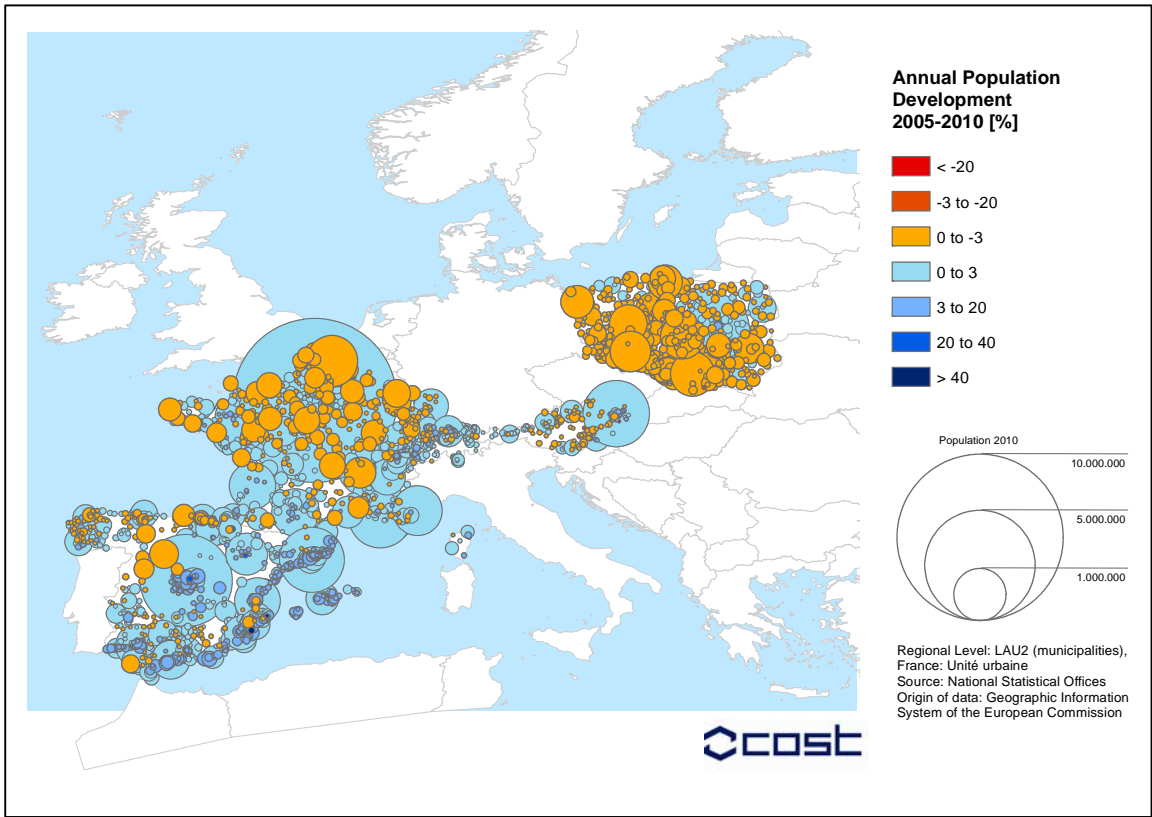 Annual Population
Development
2005-2010 [%]
< -20
-3 to -20
0 to -3
0 to 3
3 to 20
20 to 40
> 40
Population 2010
10.000.000
5.000.000
1.000.000
Regional Level: LAU2 (municipalities),
France: Unité urbaine
Source: National Statistical Offices
Origin of data: Geographic Information
System of the European Commission
cost